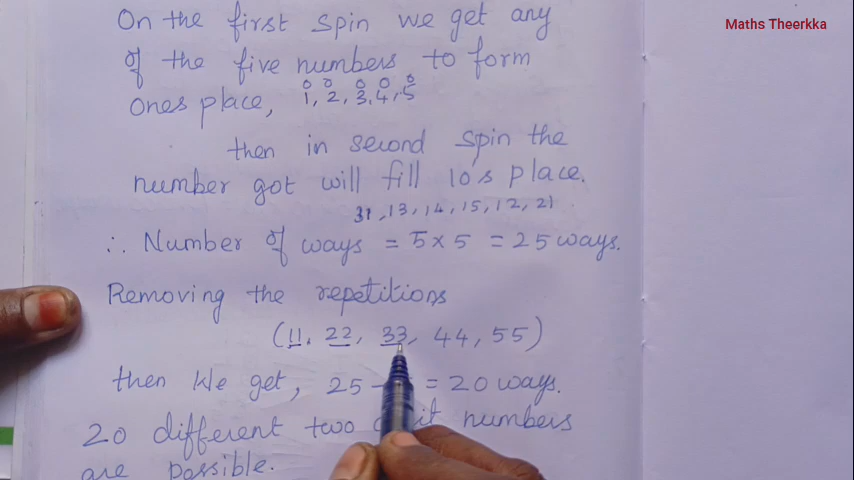 Maths Theerkka
On the first spin we get any
of the five numbers to form
ones place, 1, 2, 3, 4, 5
then in second spin the
number got will fill 10's place.
31, 13, 14, 15, 12, 21
∴ Number of ways = 5 × 5 = 25 ways.
Removing the repetitions
(11, 22, 33, 44, 55)
then We get, 25 - = 20 ways.
20 different two numbers
are possible.